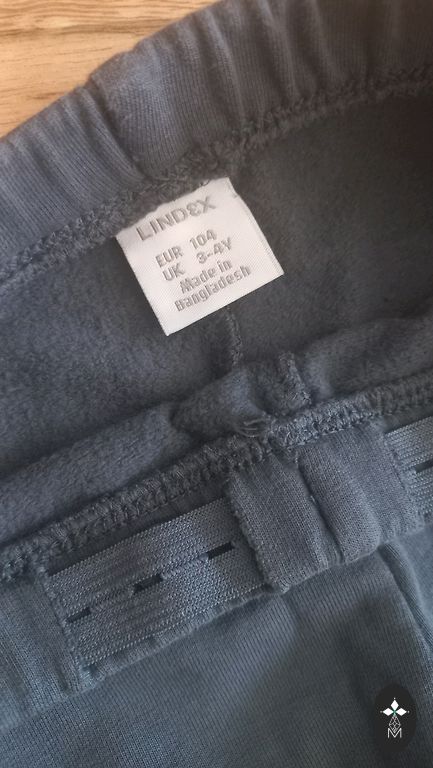 LINDEX
EUR 104
UK 3-4Y
Made in
Bangladesh
M